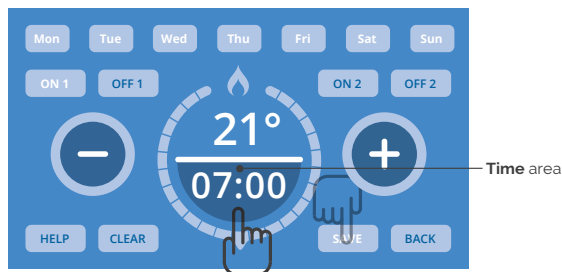 Mon Tue Wed Thu Fri Sat Sun
ON 1 OFF 1 ON 2 OFF 2
21°
Time area
07:00
HELP CLEAR SAVE BACK